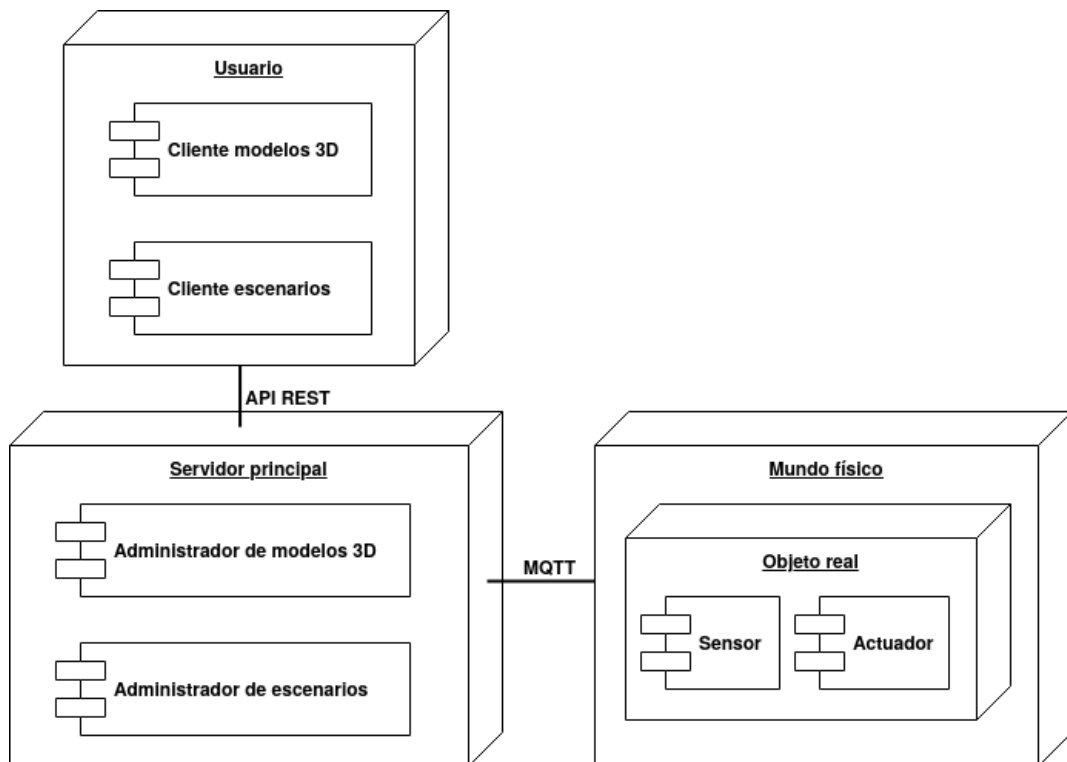 Usuario
Cliente modelos 3D
Cliente escenarios
API REST
Servidor principal
Administrador de modelos 3D
Administrador de escenarios
MQTT
Mundo físico
Objeto real
Sensor
Actuador